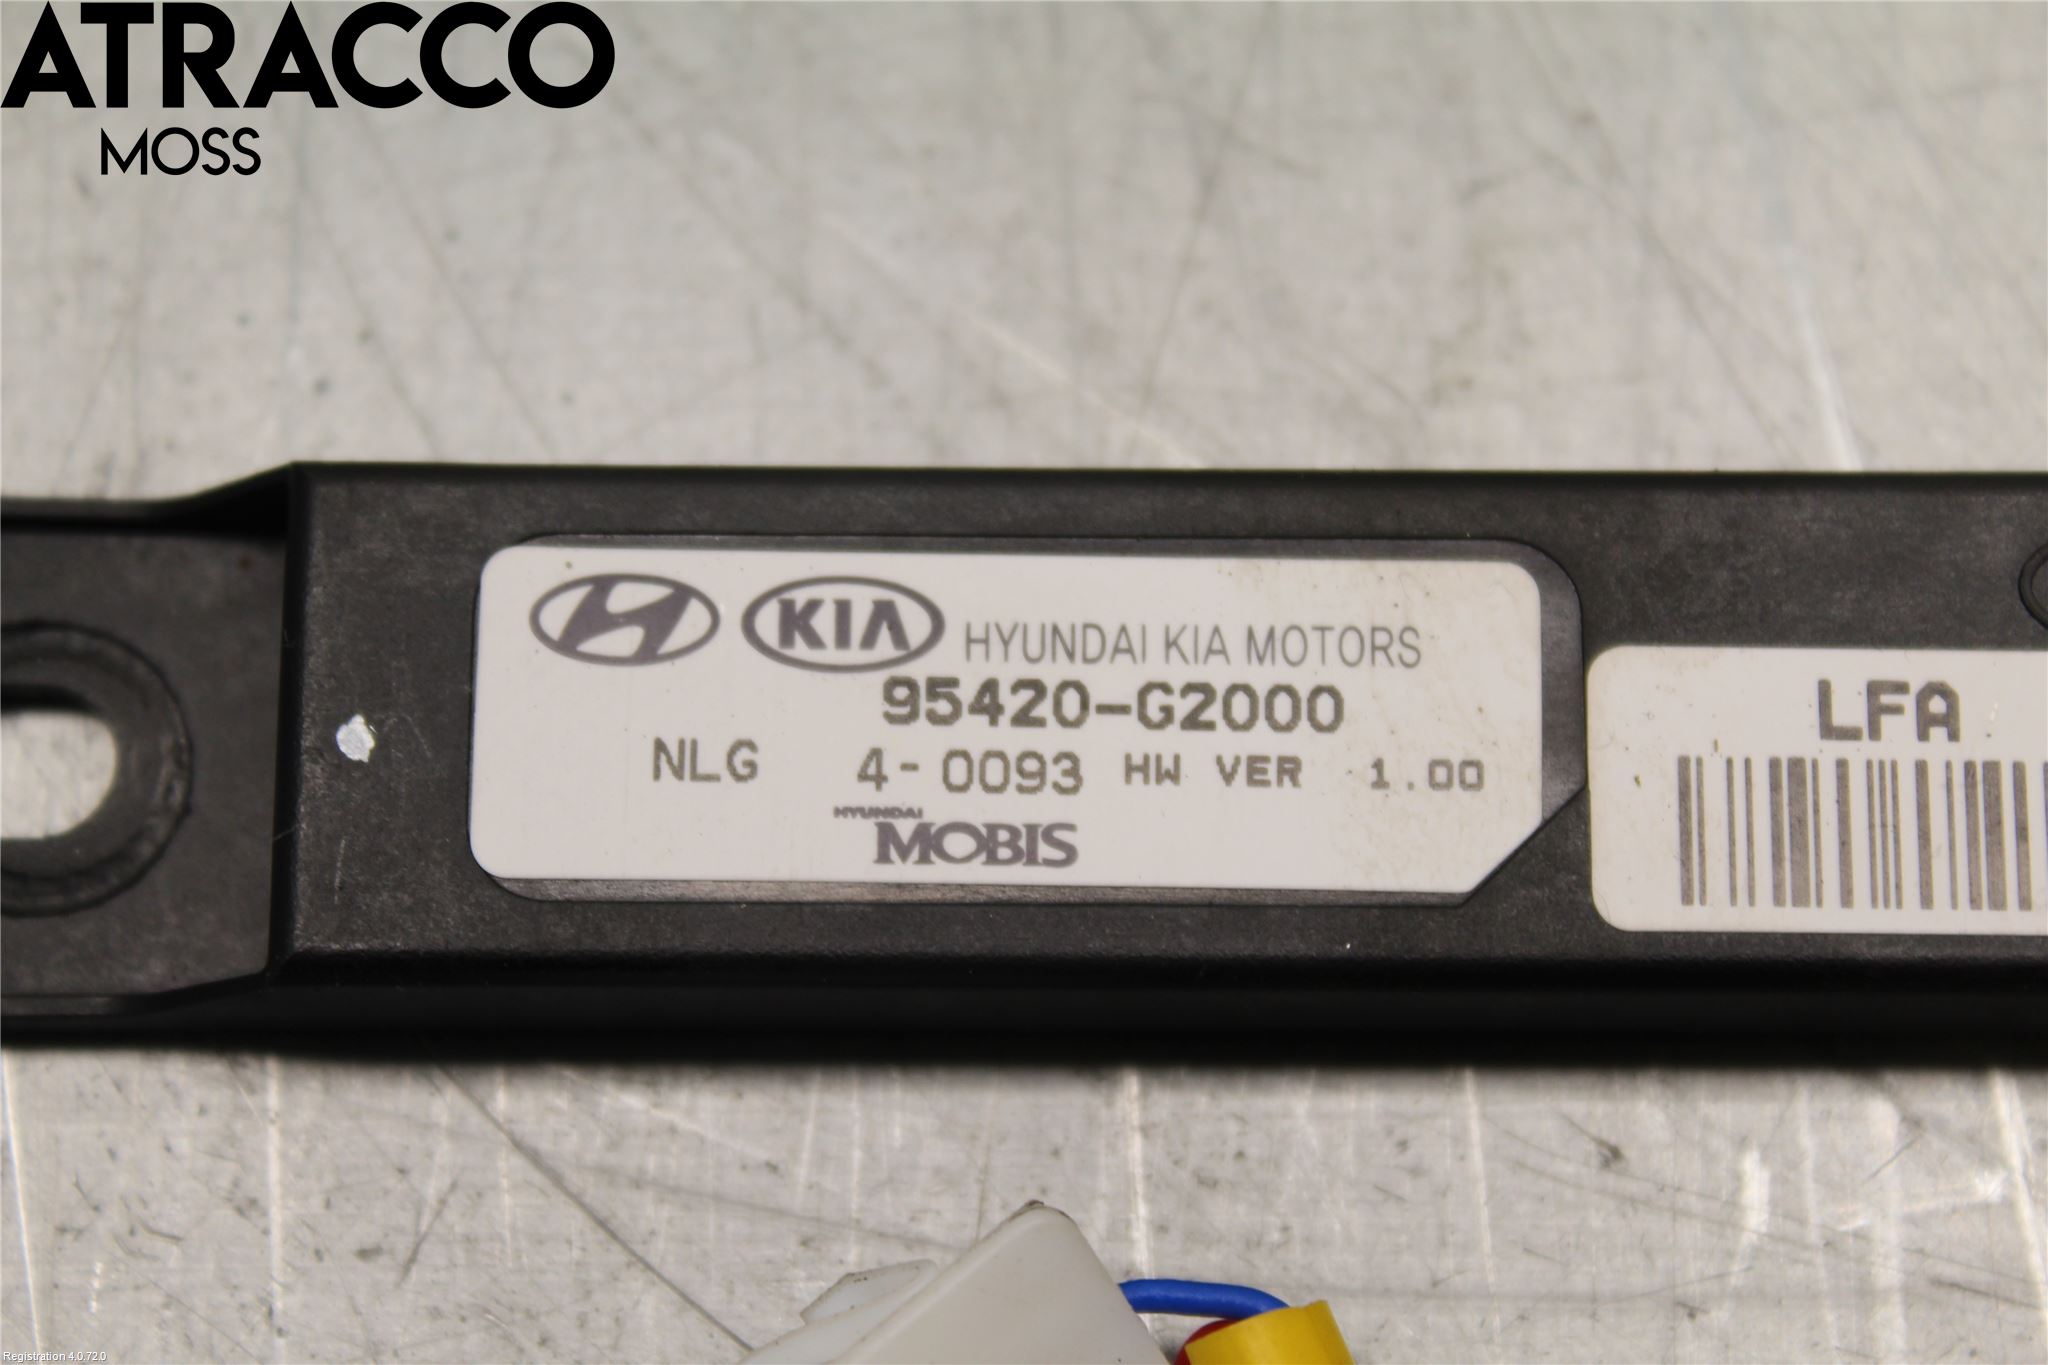 ATRACCO
MOSS
KIA HYUNDAI KIA MOTORS
95420-G2000
NLG 4-0093 HW VER 1.00
HYUNDAI
MOBIS
LFA
Registration 4.0.72.0